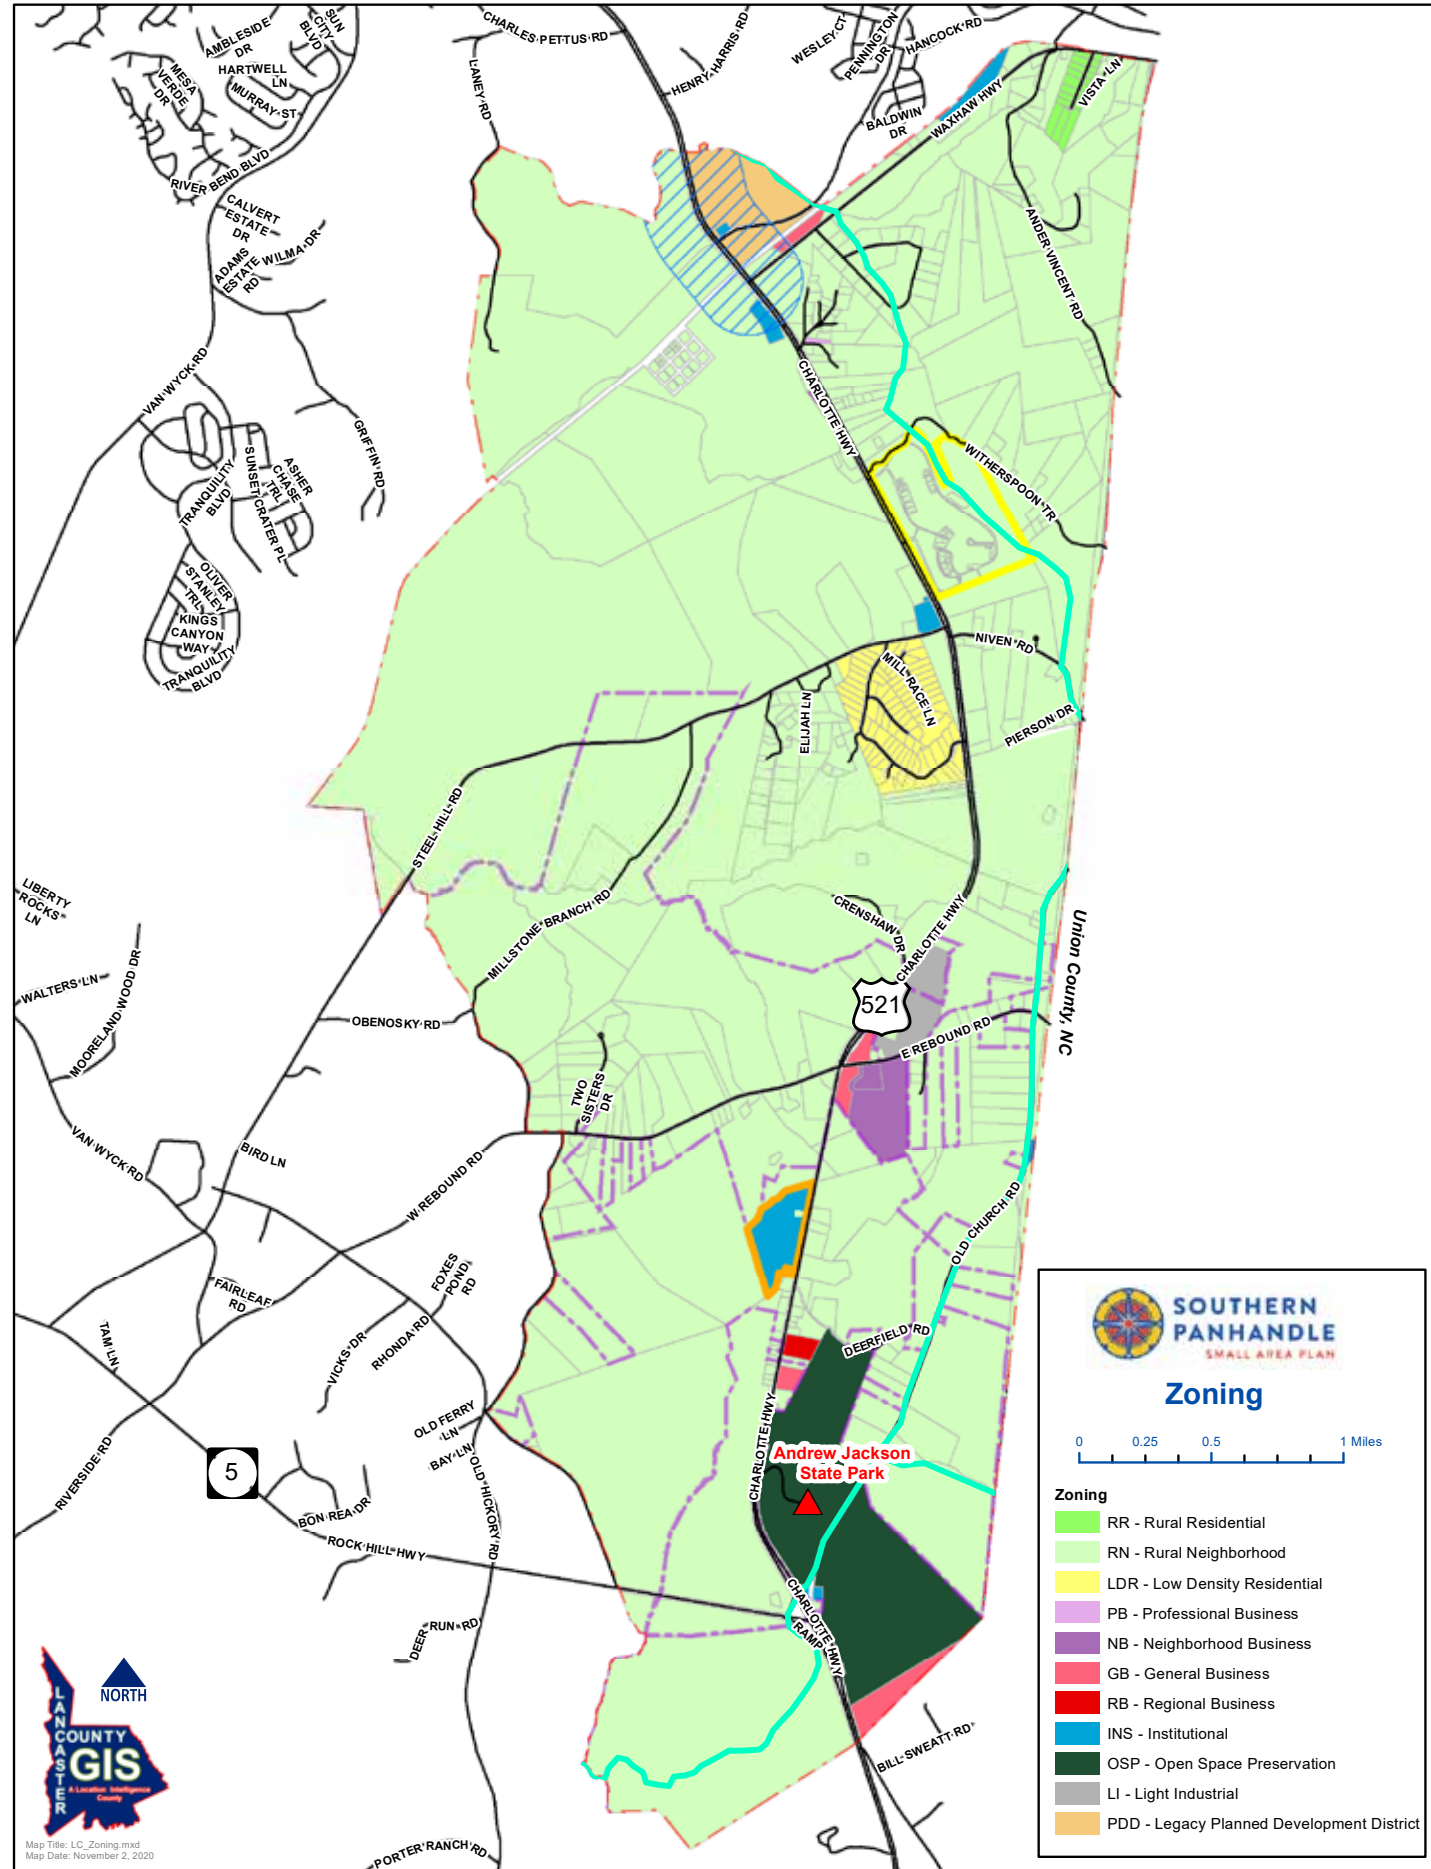 CHARLES PETTUS RD
SUN
CITY
BLVD
AMBLESIDE
DR
HARTWELL
LN
MURRAY ST
MESA
VERDE
DR
RIVER BEND BLVD
LANEY RD
HENRY HARRIS RD
WESLEY CT
PENNINGTON
DR
HANCOCK RD
BALDWIN
DR
WAXHAW HWY
VISTA LN
CALVERT
ESTATE
DR
WILMA DR
ADAMS
ESTATE
RD
ANDER VINCENT RD
VAN WYCK RD
GRIFFIN RD
CHARLOTTE HWY
TRANQUILITY
BLVD
SUNSET CRATER PL
ASHER
CHASE
TRL
WITHERSPOON TR
OLIVER
STANLEY
TRL
KINGS
CANYON
WAY
TRANQUILITY
BLVD
NIVEN RD
MILL RACE LN
ELIJAH LN
PIERSON DR
STEEL HILL RD
LIBERTY
ROCKS
LN
MILLSTONE BRANCH RD
CRENSHAW DR
CHARLOTTE HWY
Union County, NC
WALTERS LN
MOORELAND WOOD DR
OBENOSKY RD
521
E REBOUND RD
TWO
SISTERS
DR
VAN WYCK RD
BIRD LN
W REBOUND RD
OLD CHURCH RD
FOXES
POND
RD
FAIRLEAF
RD
TAM LN
VICKS DR
RHONDA RD
DEERFIELD RD
OLD FERRY
LN
BAY LN
CHARLOTTE HWY
Andrew Jackson
State Park
RIVERSIDE RD
5
OLD HICKORY RD
BON REA DR
ROCK HILL HWY
CHARLOTTE HWY
RAMP
DEER RUN RD
BILL SWEATT RD
PORTER RANCH RD
SOUTHERN
PANHANDLE
SMALL AREA PLAN
Zoning
0 0.25 0.5 1 Miles
Zoning
RR - Rural Residential
RN - Rural Neighborhood
LDR - Low Density Residential
PB - Professional Business
NB - Neighborhood Business
GB - General Business
RB - Regional Business
INS - Institutional
OSP - Open Space Preservation
LI - Light Industrial
PDD - Legacy Planned Development District
NORTH
LANCASTER
COUNTY
GIS
A Location Intelligence
County
Map Title: LC_Zoning.mxd
Map Date: November 2, 2020